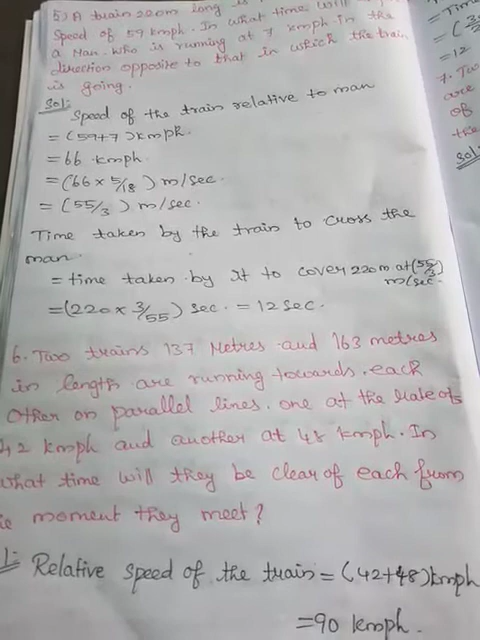 5) A train 220m long is
Speed of 59 kmph. In what time will
a Man. who is running at 7 kmph in the
direction opposite to that in which the train
is going.
Sol:
Speed of the train relative to man
= (59+7) kmph.
= 66 kmph.
= (66 × 5/18) m/sec.
= (55/3) m/sec.
Time taken by the train to cross the
man.
= time taken by it to cover 220m at (55/3)
m/sec.
= (220 × 3/55) sec. = 12 sec.
6. Two trains 137 Metres and 163 metres
in length are running towards each
other on parallel lines. one at the rate of
42 kmph and another at 48 kmph. In
what time will they be clear of each from
moment they meet?
Relative Speed of the train = (42+48) kmph
= 90 kmph.
= Time
= 12
7. Two
are
of
the
Sol: